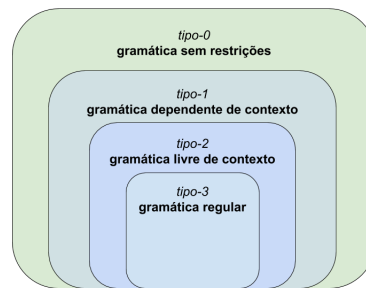 tipo-0
gramática sem restrições
tipo-1
gramática dependente de contexto
tipo-2
gramática livre de contexto
tipo-3
gramática regular